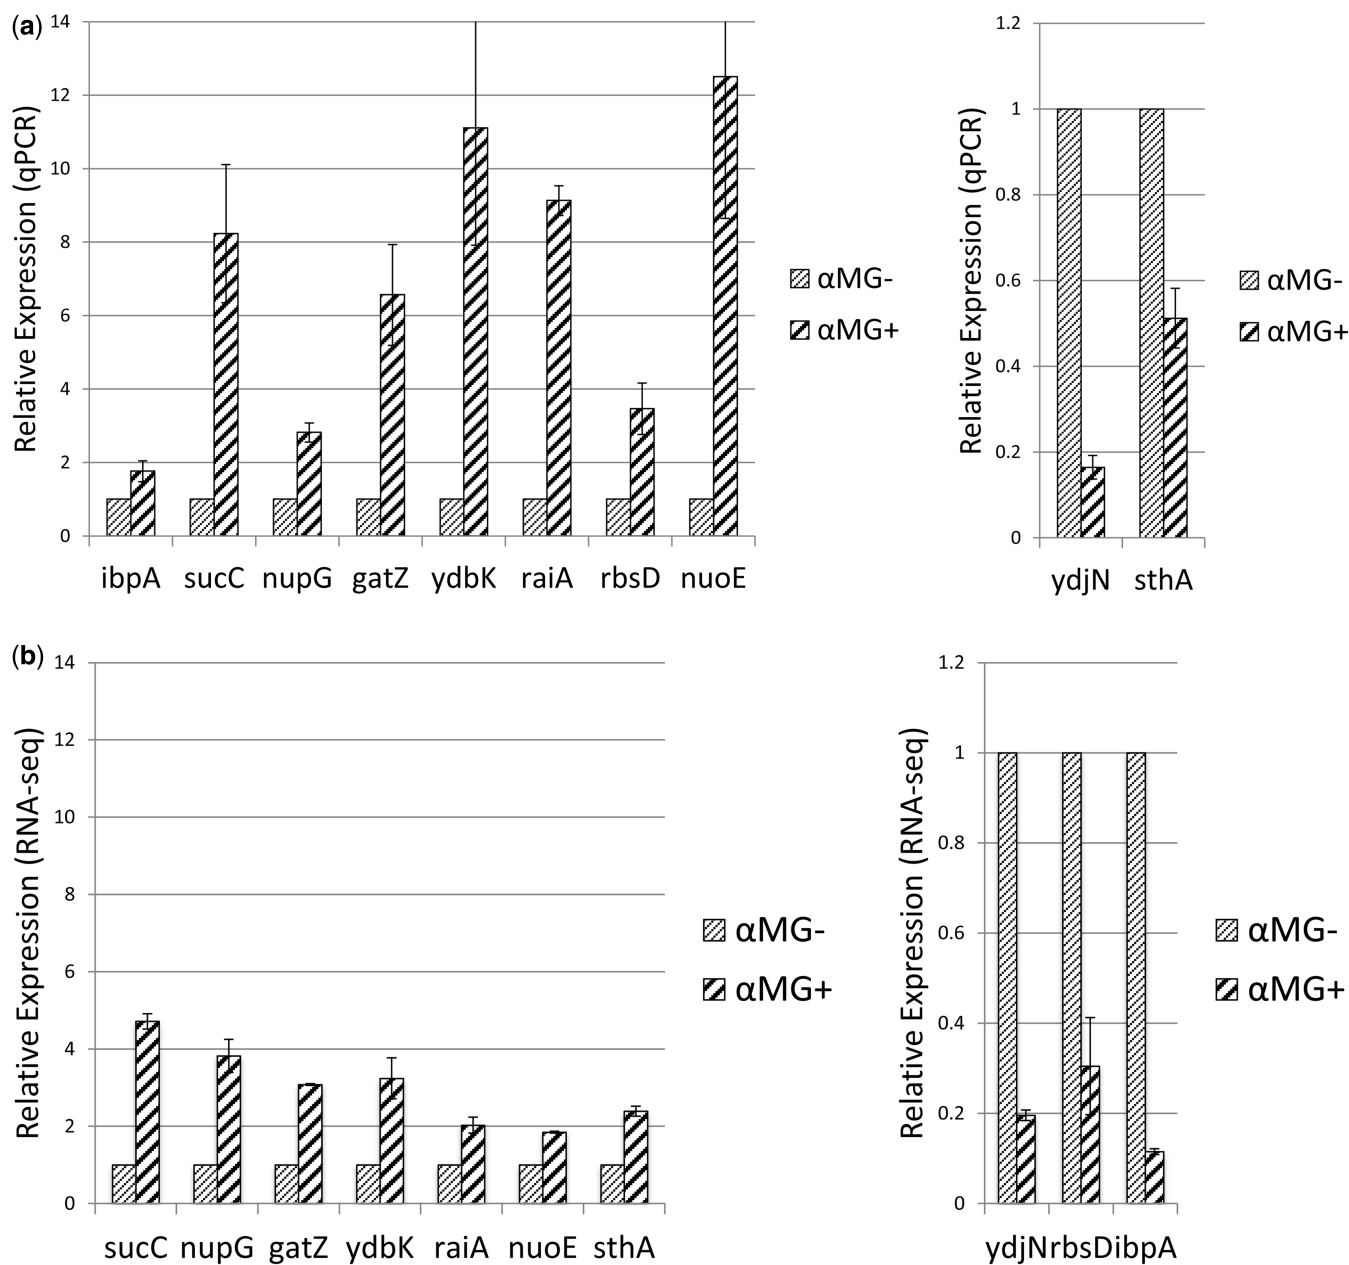 (a)
Relative Expression (qPCR)
14
12
10
8
6
4
2
0
ibpA sucC nupG gatZ ydbK raiA rbsD nuoE
αMG-
αMG+
Relative Expression (qPCR)
1.2
1
0.8
0.6
0.4
0.2
0
ydjN sthA
αMG-
αMG+
(b)
Relative Expression (RNA-seq)
14
12
10
8
6
4
2
0
sucC nupG gatZ ydbK raiA nuoE sthA
αMG-
αMG+
Relative Expression (RNA-seq)
1.2
1
0.8
0.6
0.4
0.2
0
ydjN rbsD ibpA
αMG-
αMG+